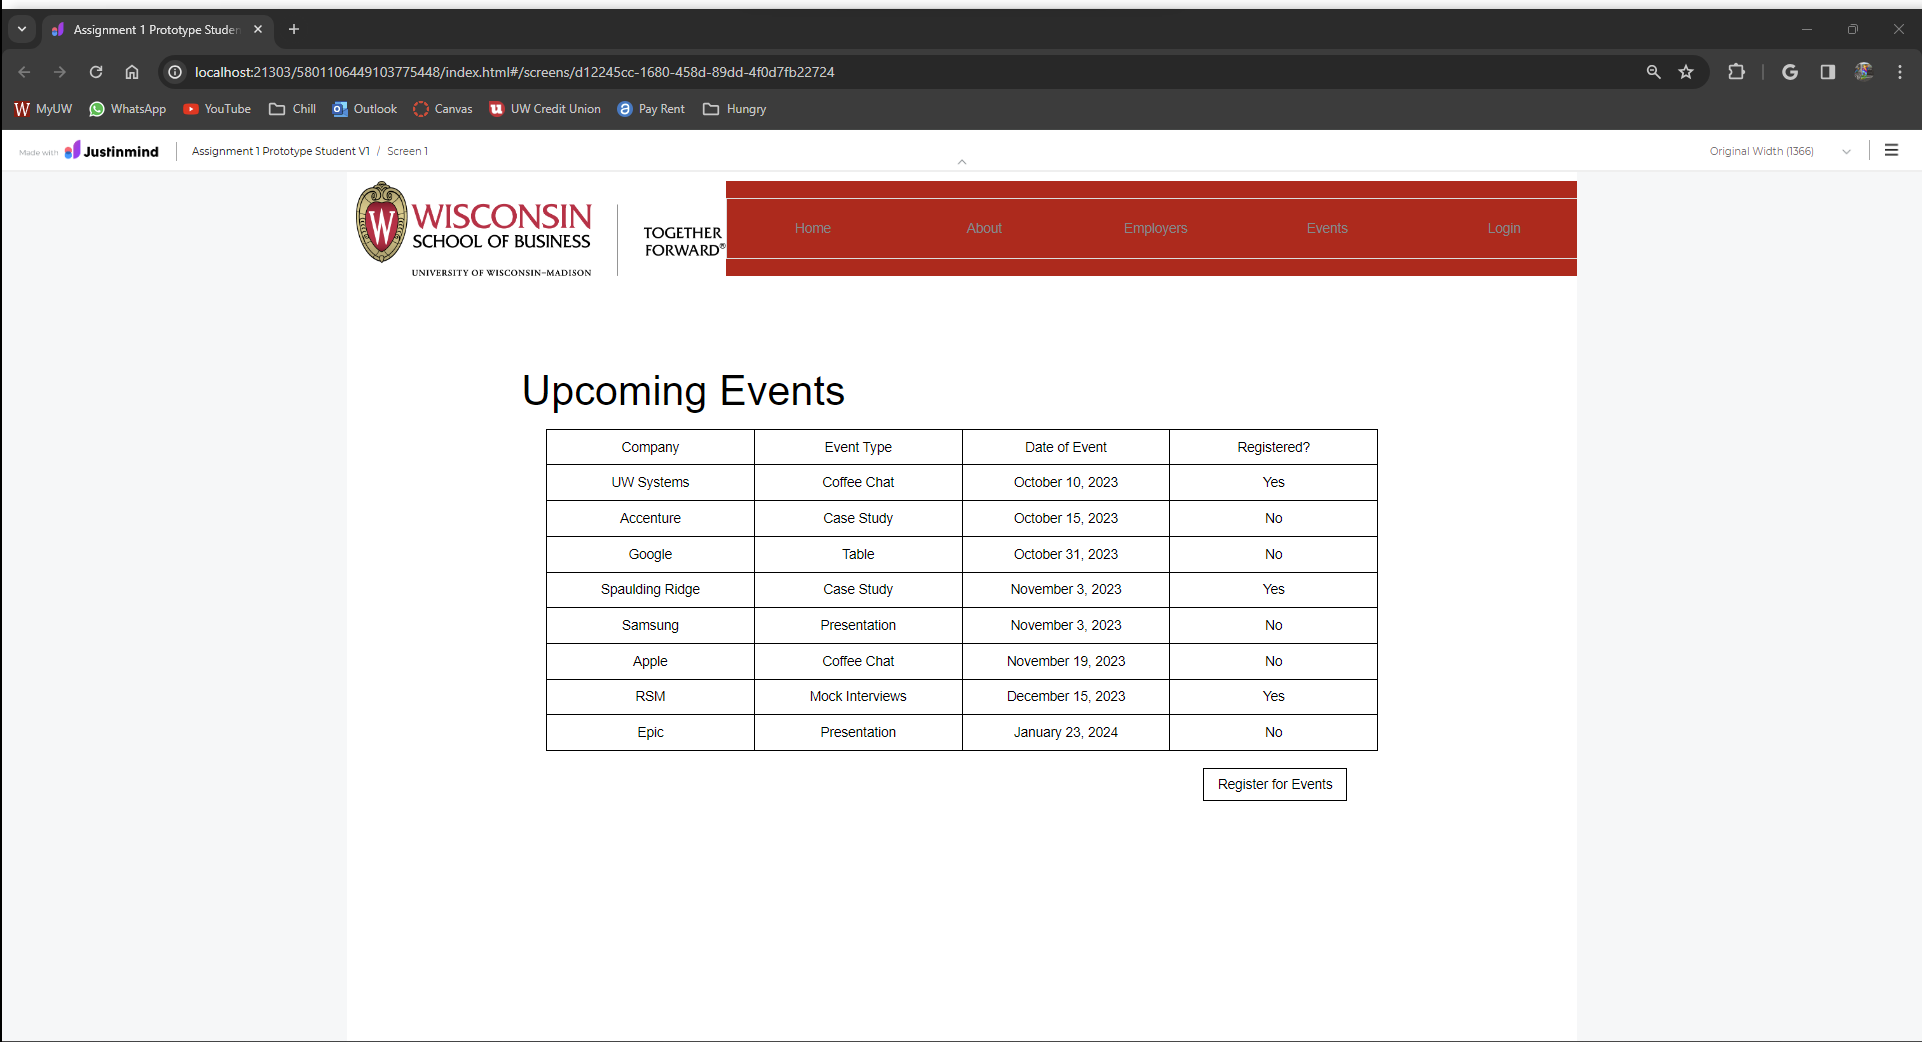 Assignment 1 Prototype Studen
localhost:21303/5801106449103775448/index.html#/screens/d12245cc-1680-458d-89dd-4f0d7fb22724
MyUW WhatsApp YouTube Chill Outlook Canvas UW Credit Union Pay Rent Hungry
Made with Justinmind Assignment 1 Prototype Student V1 / Screen 1 Original Width (1366)
WISCONSIN
SCHOOL OF BUSINESS
UNIVERSITY OF WISCONSIN–MADISON
TOGETHER
FORWARD®
Home About Employers Events Login
Upcoming Events
Company Event Type Date of Event Registered?
UW Systems Coffee Chat October 10, 2023 Yes
Accenture Case Study October 15, 2023 No
Google Table October 31, 2023 No
Spaulding Ridge Case Study November 3, 2023 Yes
Samsung Presentation November 3, 2023 No
Apple Coffee Chat November 19, 2023 No
RSM Mock Interviews December 15, 2023 Yes
Epic Presentation January 23, 2024 No
Register for Events